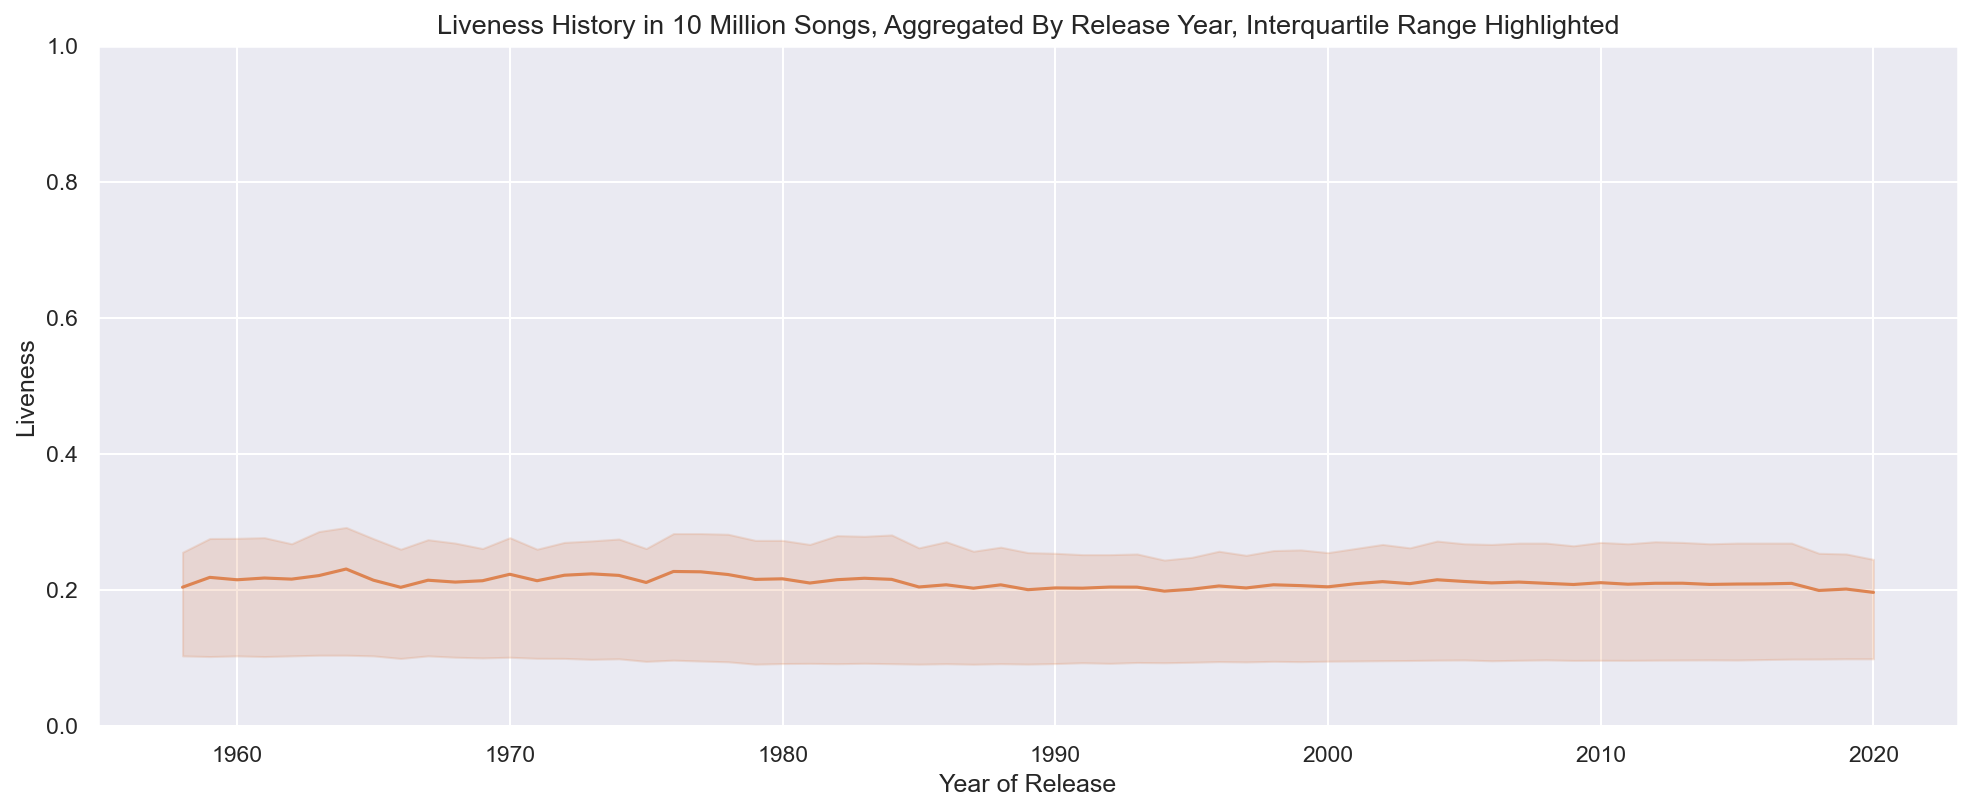 Liveness History in 10 Million Songs, Aggregated By Release Year, Interquartile Range Highlighted
1.0
0.8
0.6
0.4
0.2
0.0
Liveness
1960 1970 1980 1990 2000 2010 2020
Year of Release